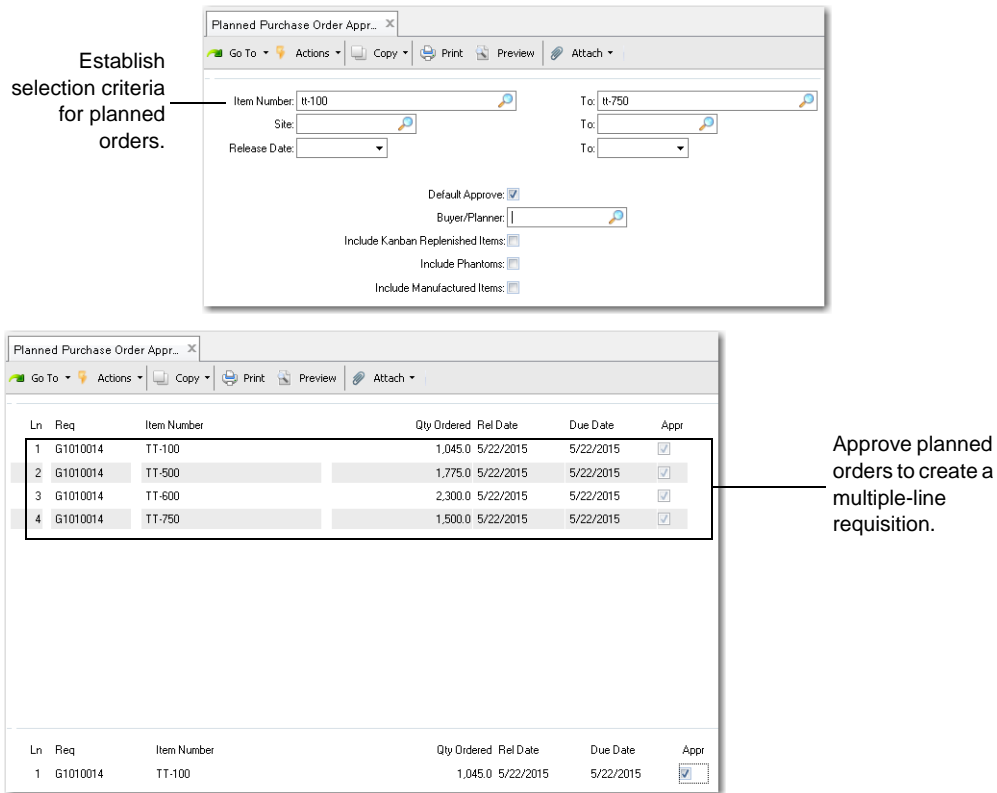 Planned Purchase Order Appr...
Go To Actions Copy Print Preview Attach
Establish
selection criteria
for planned
orders.
Item Number: tt-100 To: tt-750
Site: To:
Release Date: To:
Default Approve:
Buyer/Planner:
Include Kanban Replenished Items:
Include Phantoms:
Include Manufactured Items:
Planned Purchase Order Appr...
Go To Actions Copy Print Preview Attach
Ln Req Item Number Qty Ordered Rel Date Due Date Appr
1 G1010014 TT-100 1,045.0 5/22/2015 5/22/2015
2 G1010014 TT-500 1,775.0 5/22/2015 5/22/2015
3 G1010014 TT-600 2,300.0 5/22/2015 5/22/2015
4 G1010014 TT-750 1,500.0 5/22/2015 5/22/2015
Approve planned
orders to create a
multiple-line
requisition.
Ln Req Item Number Qty Ordered Rel Date Due Date Appr
1 G1010014 TT-100 1,045.0 5/22/2015 5/22/2015